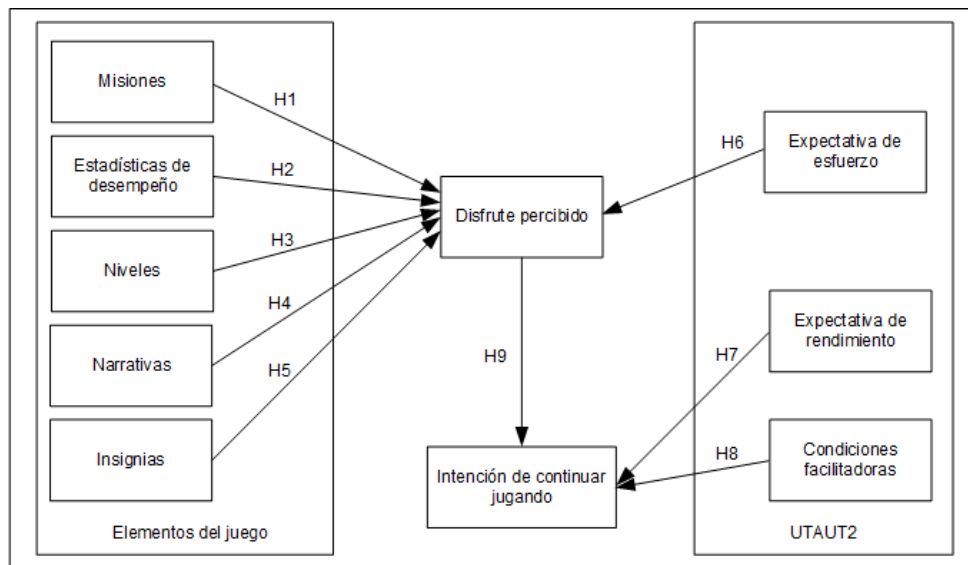 Misiones
H1
Estadísticas de
desempeño
H2
Niveles
H3
Narrativas
H4
Insignias
H5
Elementos del juego
Disfrute percibido
H9
Intención de continuar
jugando
H6
Expectativa de
esfuerzo
H7
Expectativa de
rendimiento
H8
Condiciones
facilitadoras
UTAUT2